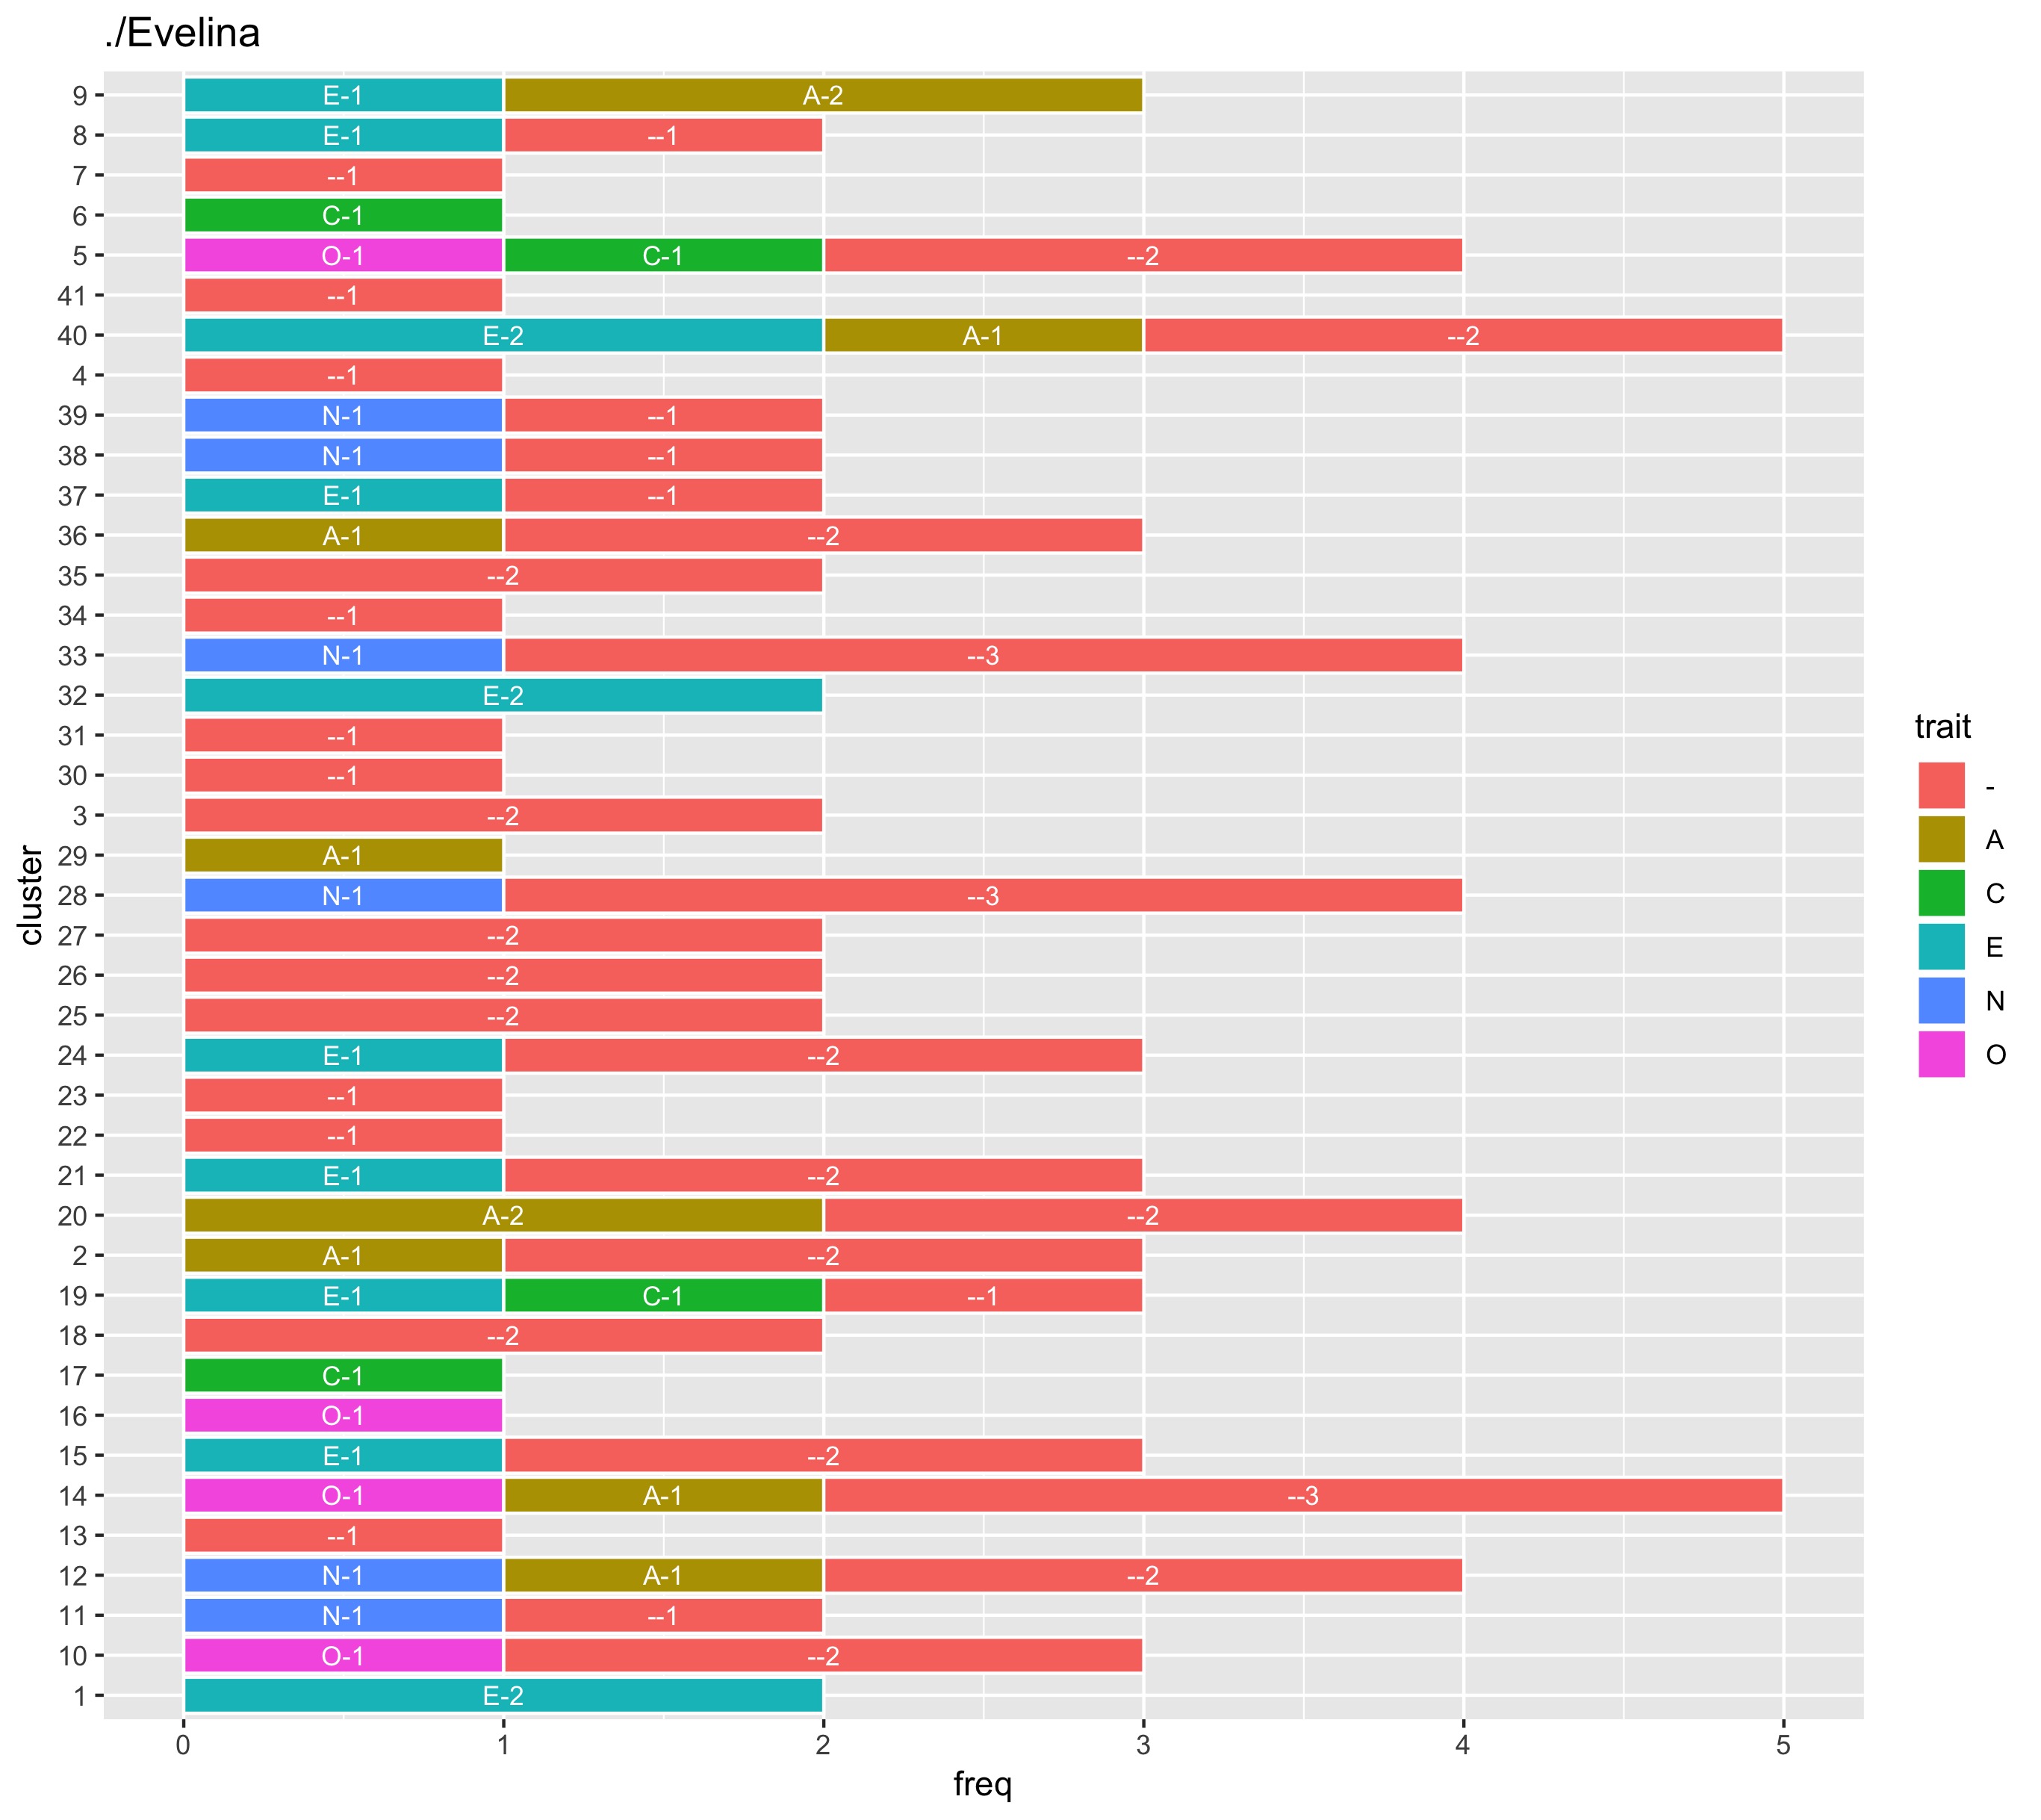 ./Evelina
9 E-1 A-2
8 E-1 --1
7 --1
6 C-1
5 O-1 C-1 --2
41 --1
40 E-2 A-1 --2
4 --1
39 N-1 --1
38 N-1 --1
37 E-1 --1
36 A-1 --2
35 --2
34 --1
33 N-1 --3
32 E-2
31 --1
30 --1
3 --2
29 A-1
28 N-1 --3
27 --2
26 --2
25 --2
24 E-1 --2
23 --1
22 --1
21 E-1 --2
20 A-2 --2
2 A-1 --2
19 E-1 C-1 --1
18 --2
17 C-1
16 O-1
15 E-1 --2
14 O-1 A-1 --3
13 --1
12 N-1 A-1 --2
11 N-1 --1
10 O-1 --2
1 E-2
0 1 2 3 4 5
freq
cluster
trait
-
A
C
E
N
O